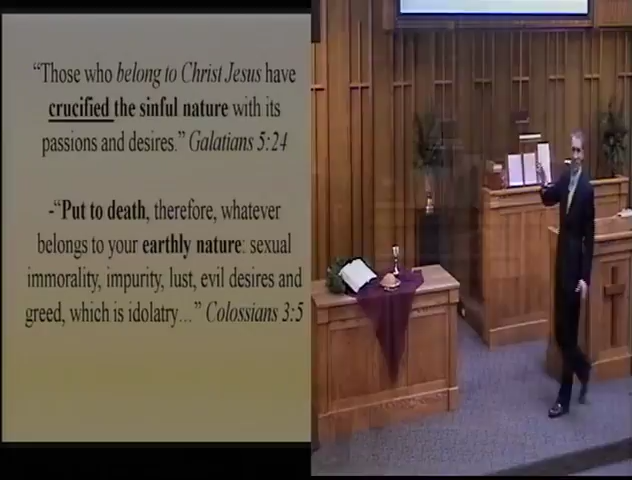 “Those who belong to Christ Jesus have
crucified the sinful nature with its
passions and desires.” Galatians 5:24
-“Put to death, therefore, whatever
belongs to your earthly nature: sexual
immorality, impurity, lust, evil desires and
greed, which is idolatry…” Colossians 3:5